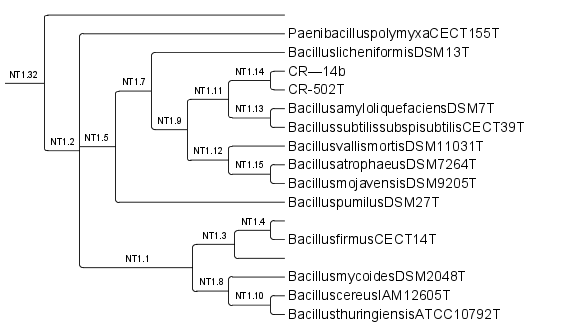 PaenibacilluspolymyxaCECT155T
BacilluslicheniformisDSM13T
NT1.32
NT1.7
NT1.14
CR—14b
NT1.11
CR-502T
NT1.13
BacillusamyloliquefaciensDSM7T
NT1.9
BacillussubtilissubspisubtilisCECT39T
NT1.2
NT1.5
BacillusvallismortisDSM11031T
NT1.12
NT1.15
BacillusatrophaeusDSM7264T
BacillusmojavensisDSM9205T
BacilluspumilusDSM27T
NT1.4
NT1.3
BacillusfirmusCECT14T
NT1.1
BacillusmycoidesDSM2048T
NT1.8
NT1.10
BacilluscereusIAM12605T
BacillusthuringiensisATCC10792T